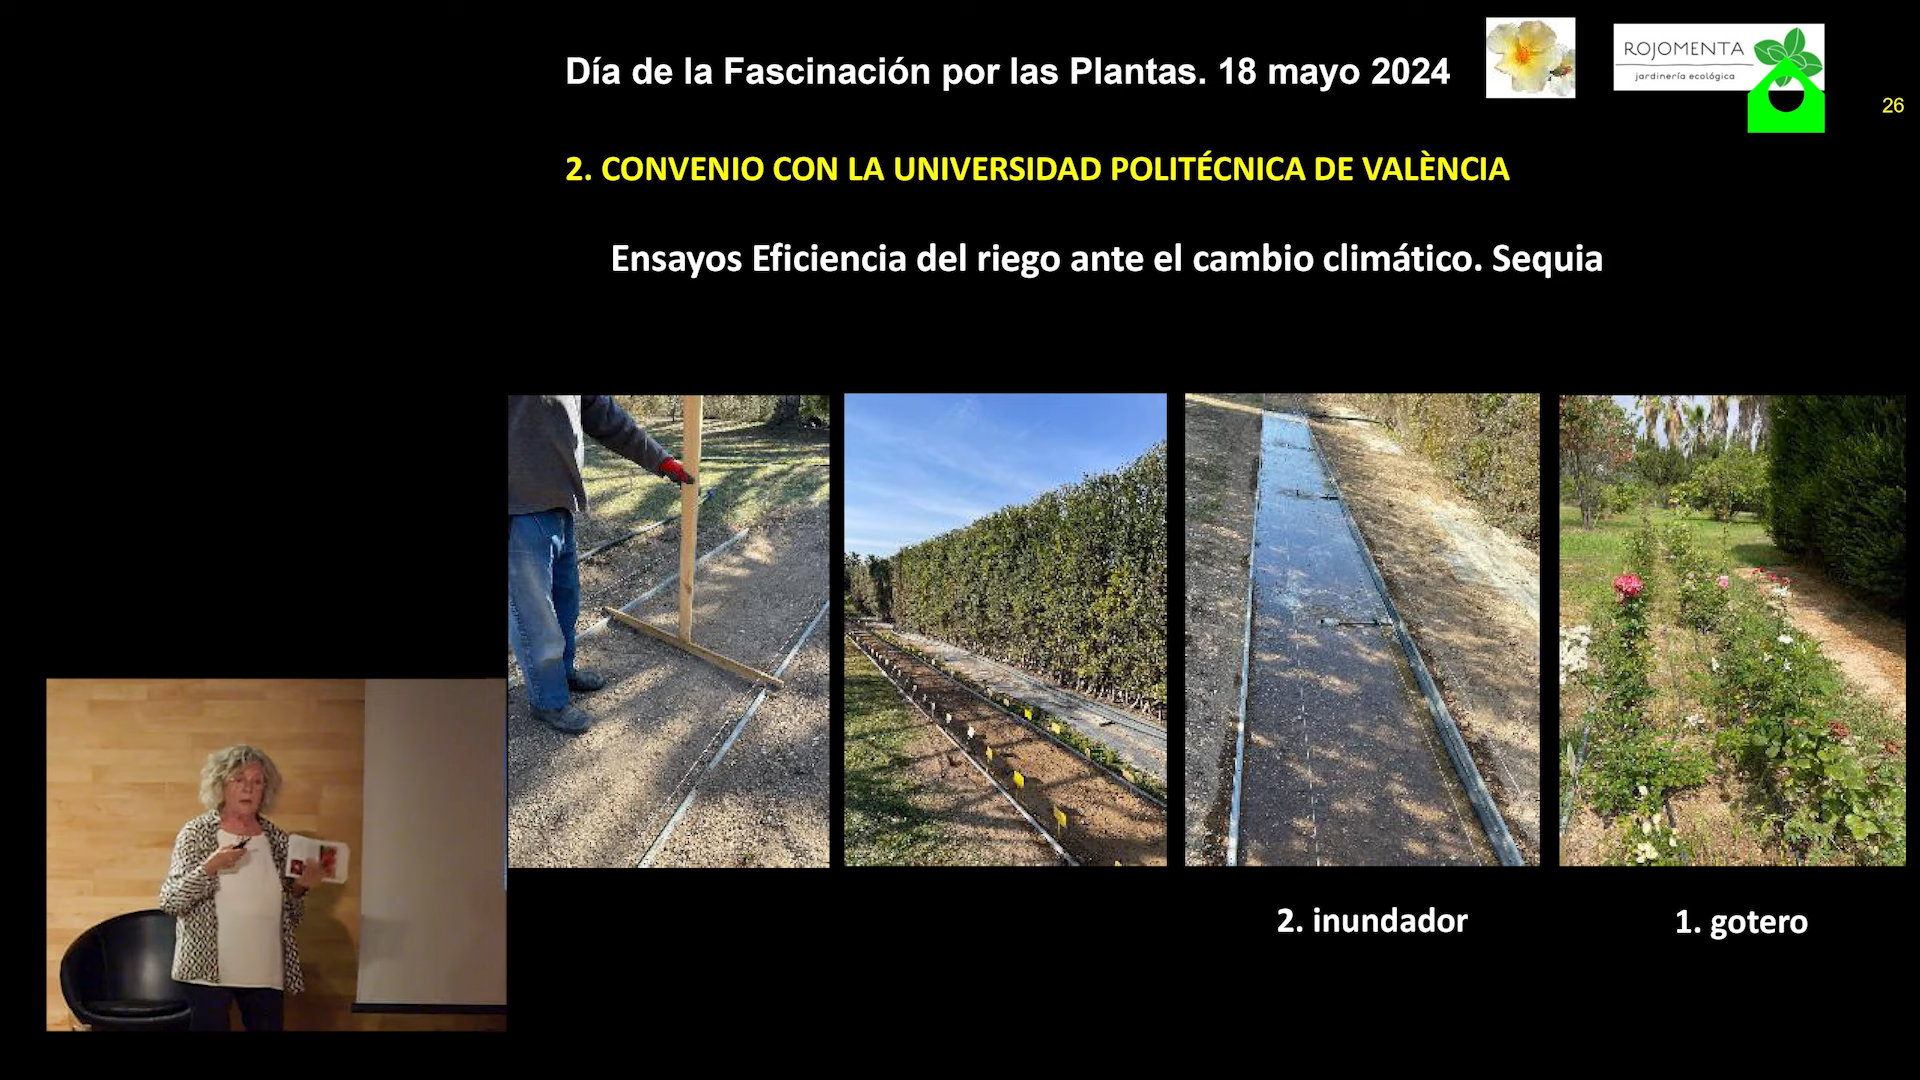 Día de la Fascinación por las Plantas. 18 mayo 2024
ROJOMENTA
jardinería ecológica
26
2. CONVENIO CON LA UNIVERSIDAD POLITÉCNICA DE VALÈNCIA
Ensayos Eficiencia del riego ante el cambio climático. Sequia
2. inundador
1. gotero